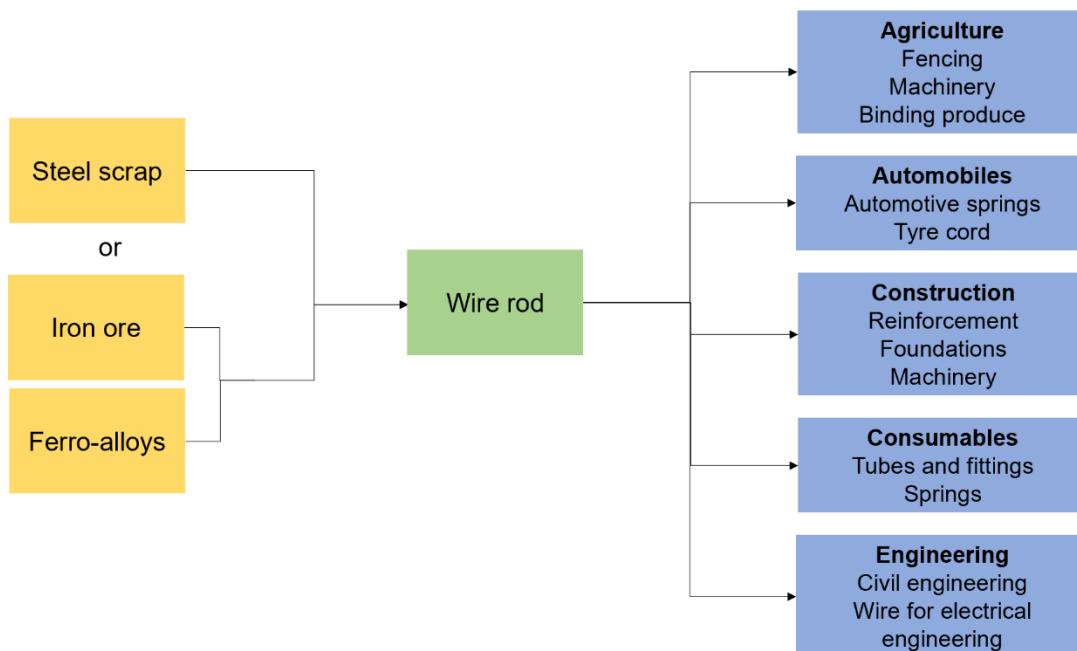 Steel scrap
or
Iron ore
Ferro-alloys
Wire rod
Agriculture
Fencing
Machinery
Binding produce
Automobiles
Automotive springs
Tyre cord
Construction
Reinforcement
Foundations
Machinery
Consumables
Tubes and fittings
Springs
Engineering
Civil engineering
Wire for electrical
engineering